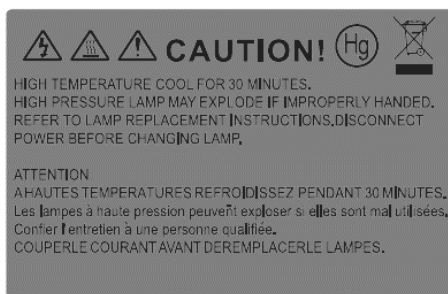 CAUTION! Hg
HIGH TEMPERATURE COOL FOR 30 MINUTES.
HIGH PRESSURE LAMP MAY EXPLODE IF IMPROPERLY HANDED.
REFER TO LAMP REPLACEMENT INSTRUCTIONS.DISCONNECT
POWER BEFORE CHANGING LAMP.
ATTENTION:
AHAUTES TEMPERATURES REFROIDISSEZ PENDANT 30 MINUTES.
Les lampes à haute pression peuvent exploser si elles sont mal utilisées.
Confier l'entretien à une personne qualifiée.
COUPERLE COURANT AVANT DEREMPLACERLE LAMPES.